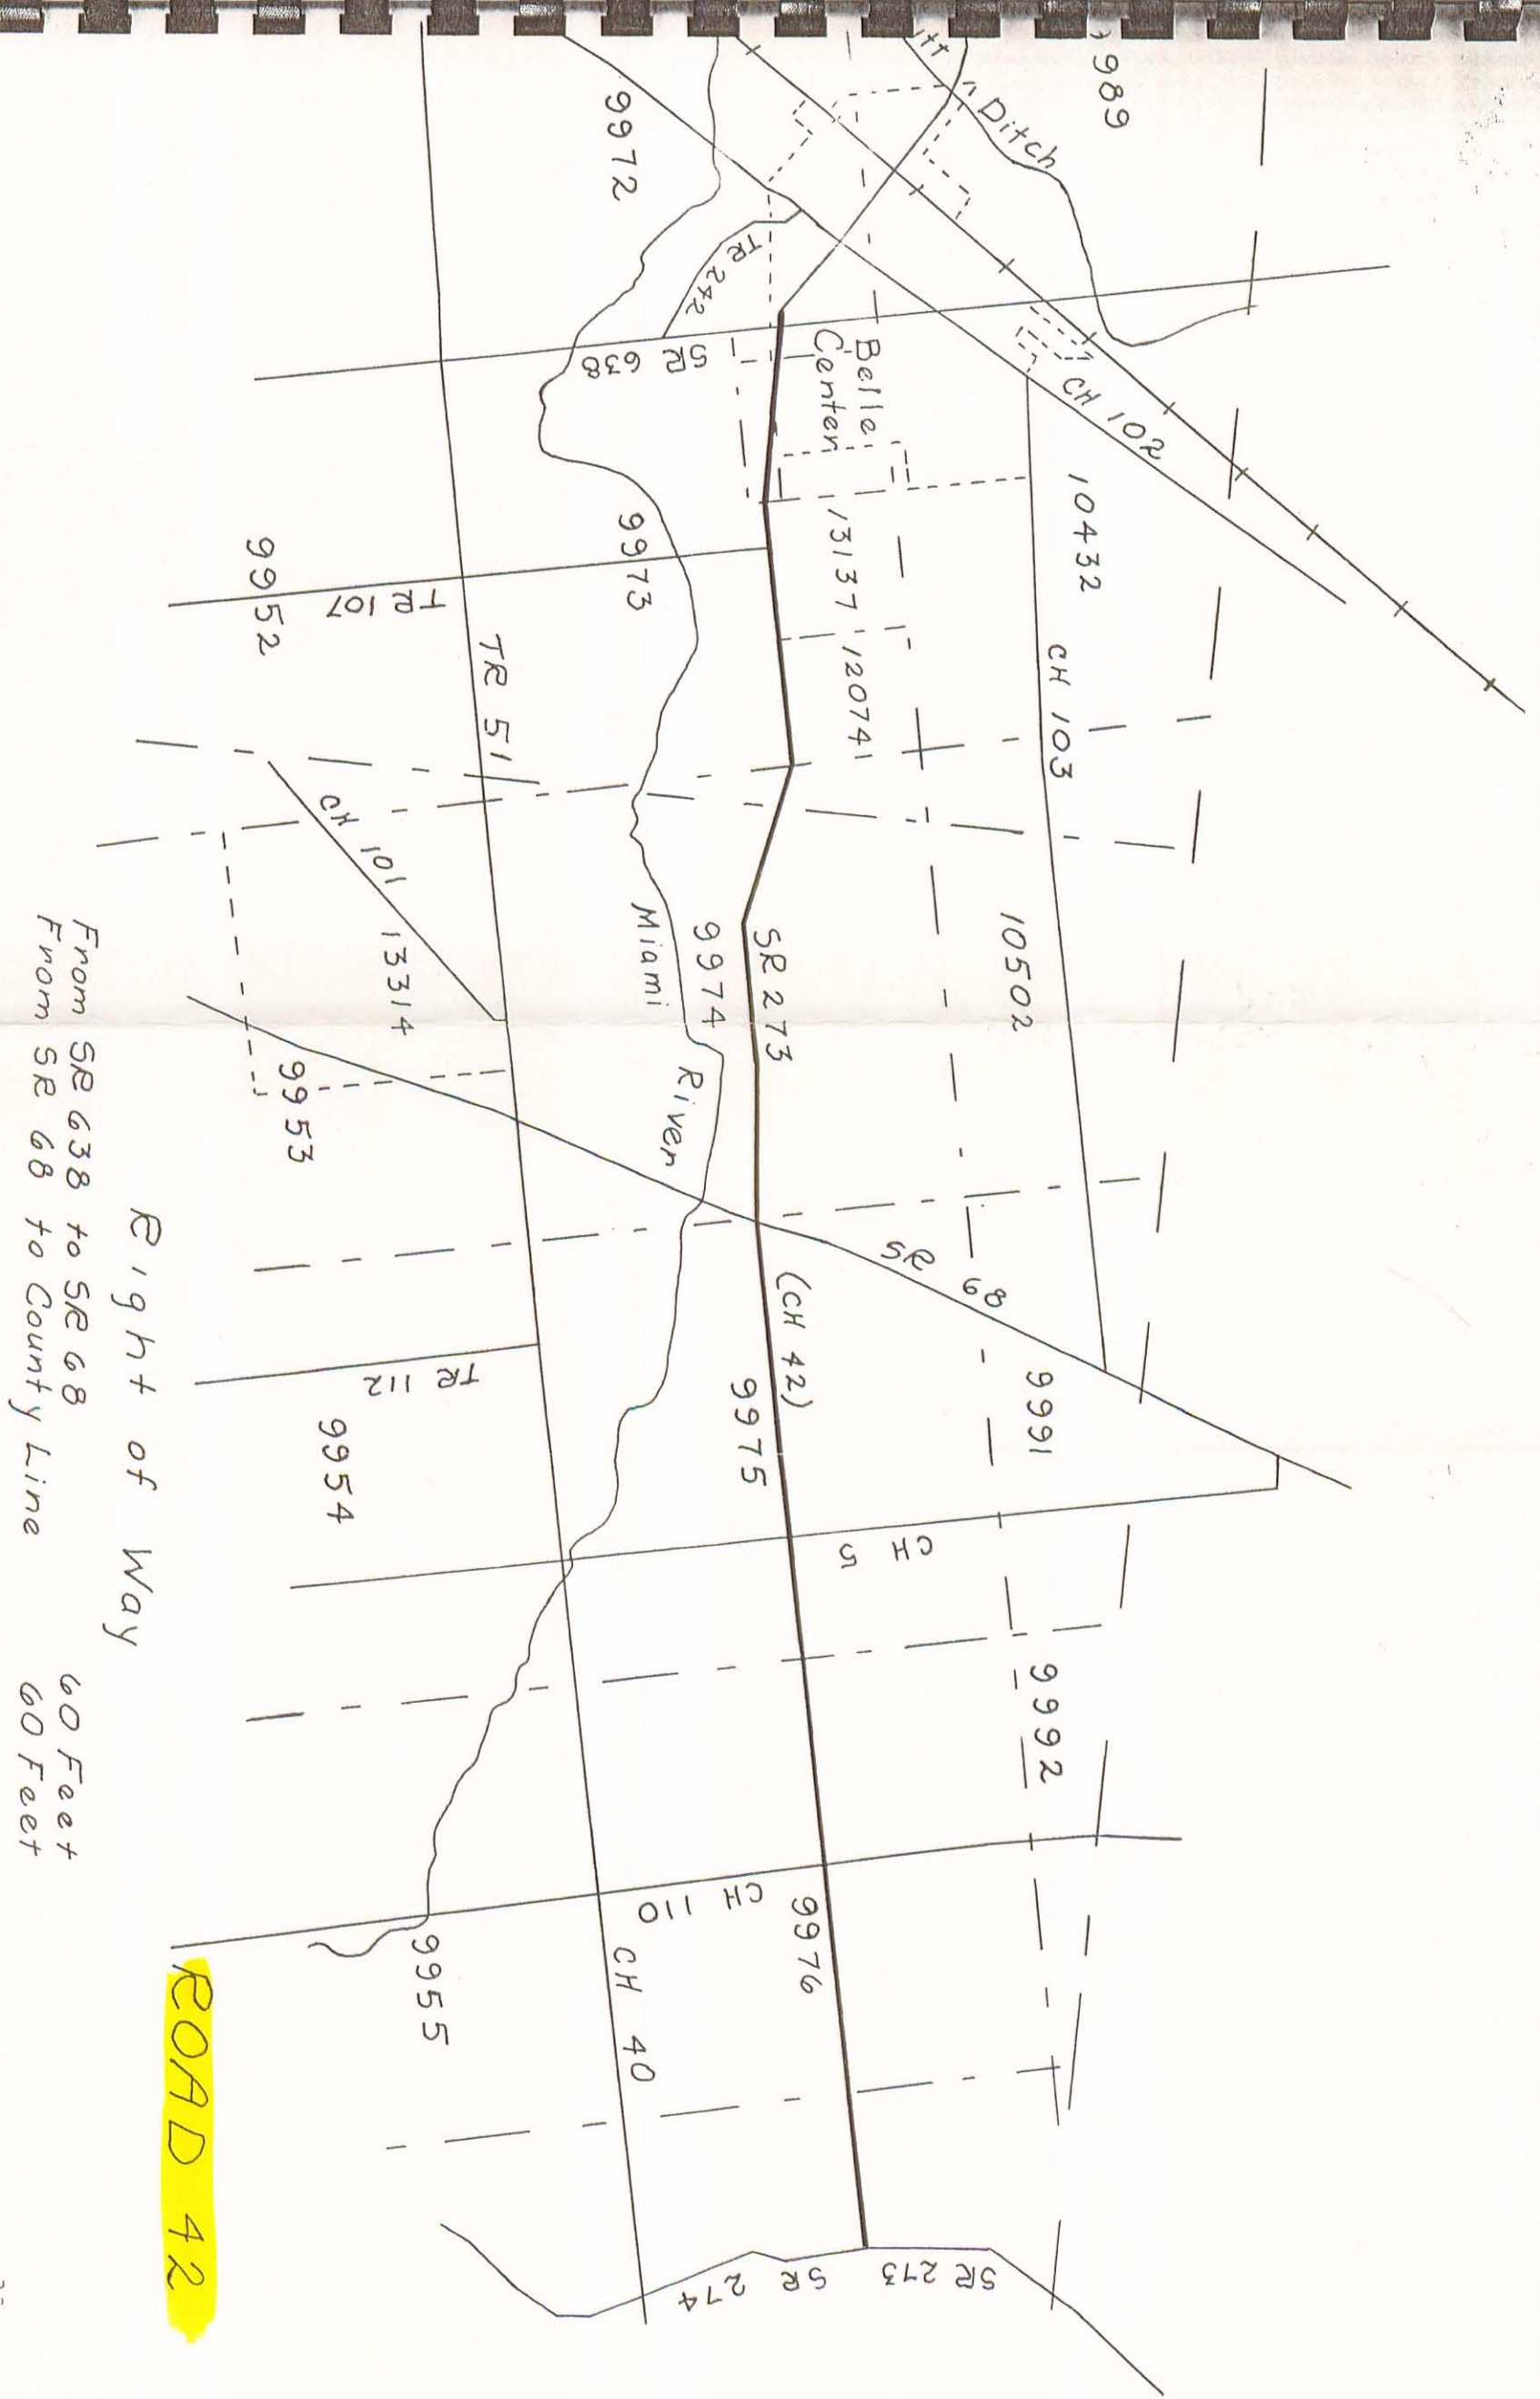 989
Ditch
9972
TR 242
SR 638
Belle
Center
CH 102
10432
CH 103
13137
120741
9973
9952
TR 107
TR 51
CH 101
13314
9953
Miami
River
9974
SR 273
10502
SR 68
(CH 42)
9975
9991
TR 112
9954
CH 5
9992
CH 110
9976
CH 40
9955
SR 274
SR 273
Right of Way
From SR 638 to SR 68 60 Feet
From SR 68 to County Line 60 Feet
ROAD 42